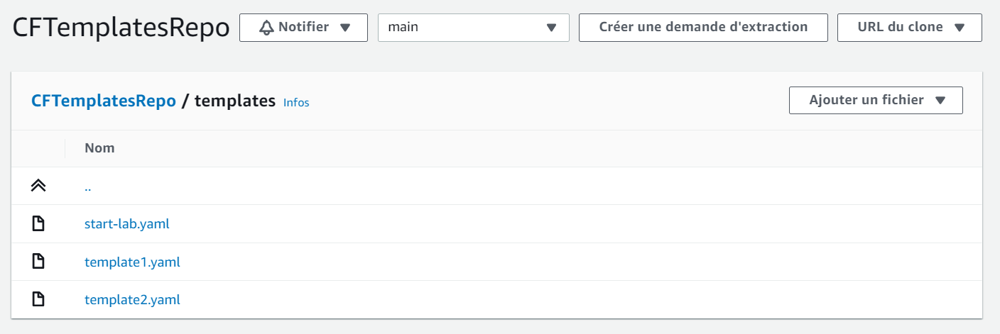 CFTemplatesRepo Notifier main Créer une demande d'extraction URL du clone
CFTemplatesRepo / templates Infos Ajouter un fichier
Nom
..
start-lab.yaml
template1.yaml
template2.yaml